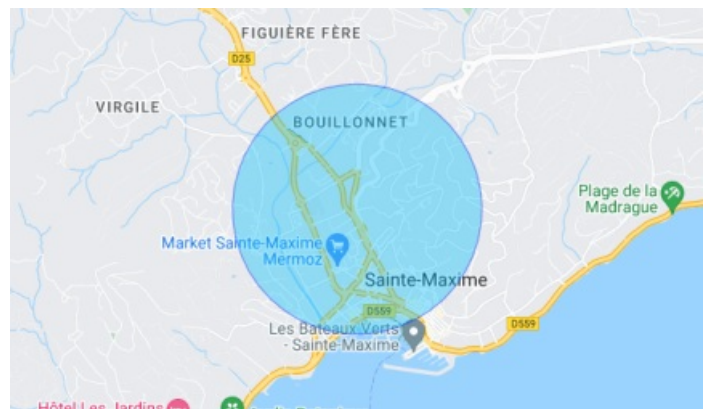 FIGUIÈRE FÈRE
D25
VIRGILE
BOUILLONNET
Plage de la
Madrague
Market Sainte-Maxime
Mermoz
Sainte-Maxime
D559
D559
Les Bateaux Verts
- Sainte-Maxime
Hôtel Les Jardins